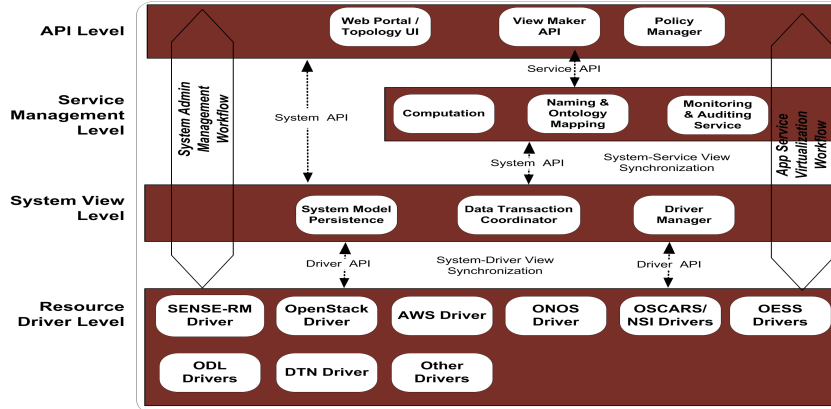 API Level
Web Portal /
Topology UI
View Maker
API
Policy
Manager
System Admin
Management
Workflow
App Service
Virtualization
Workflow
System API
Service API
Service
Management
Level
Computation
Naming &
Ontology
Mapping
Monitoring
& Auditing
Service
System API
System-Service View
Synchronization
System View
Level
System Model
Persistence
Data Transaction
Coordinator
Driver
Manager
Driver API
System-Driver View
Synchronization
Driver API
Resource
Driver Level
SENSE-RM
Driver
OpenStack
Driver
AWS Driver
ONOS
Driver
OSCARS/
NSI Drivers
OESS
Drivers
ODL
Drivers
DTN Driver
Other
Drivers